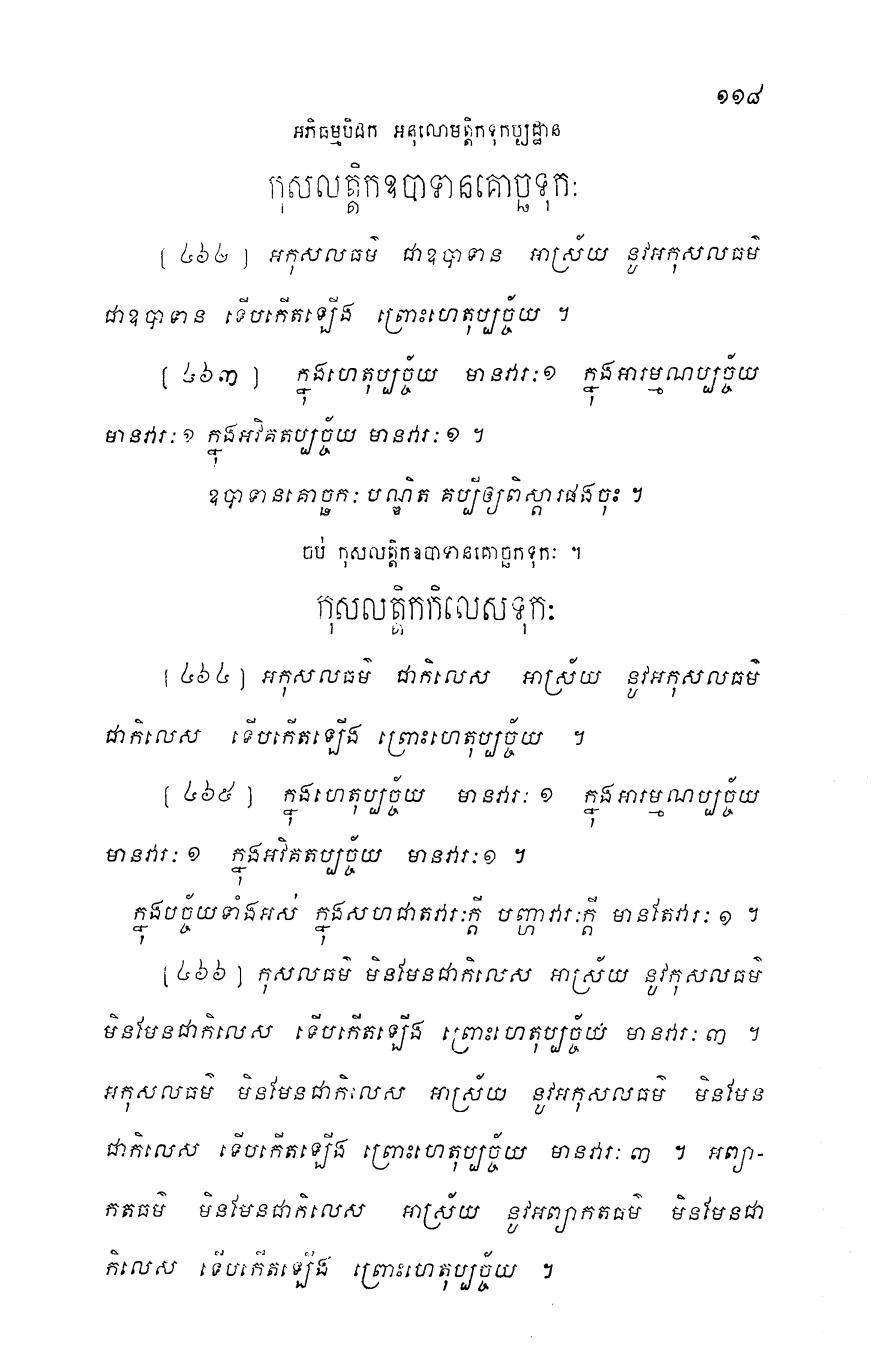 ១១៨
អភិធម្មបិដក អនុលោមត្តិកទុកប្បដ្ឋាន
កុសលត្តិកឧបាទានគោច្ឆទុកៈ
[ ៤៦៤ ] អកុសលធម៌ ជាឧបាទាន អាស្រ័យ នូវអកុសលធម៌
ជាឧបាទាន ទើបកើតឡើង ព្រោះហេតុប្បច្ច័យ ។
[ ៤៦៣ ] ក្នុងហេតុប្បច្ច័យ មានវារៈ១ ក្នុងអារម្មណប្បច្ច័យ
មានវារៈ១ ក្នុងអវិគតប្បច្ច័យ មានវារៈ១ ។
ឧបាទានគោច្ឆកៈ បណ្ឌិត គប្បីឲ្យពិស្តារផងចុះ ។
ចប់ កុសលត្តិកឧបាទានគោច្ឆកទុកៈ ។
កុសលត្តិកកិលេសទុកៈ
[ ៤៦៤ ] អកុសលធម៌ ជាកិលេស អាស្រ័យ នូវអកុសលធម៌
ជាកិលេស ទើបកើតឡើង ព្រោះហេតុប្បច្ច័យ ។
[ ៤៦៥ ] ក្នុងហេតុប្បច្ច័យ មានវារៈ ១ ក្នុងអារម្មណប្បច្ច័យ
មានវារៈ ១ ក្នុងអវិគតប្បច្ច័យ មានវារៈ១ ។
ក្នុងបច្ច័យទាំងអស់ ក្នុងសហជាតវារៈក្តី បញ្ហាវារៈក្តី មានតែវារៈ ១ ។
[ ៤៦៦ ] កុសលធម៌ មិនមែនជាកិលេស អាស្រ័យ នូវកុសលធម៌
មិនមែនជាកិលេស ទើបកើតឡើង ព្រោះហេតុប្បច្ច័យ មានវារៈ ៣ ។
អកុសលធម៌ មិនមែនជាកិលេស អាស្រ័យ នូវអកុសលធម៌ មិនមែន
ជាកិលេស ទើបកើតឡើង ព្រោះហេតុប្បច្ច័យ មានវារៈ ៣ ។ អព្យា-
កតធម៌ មិនមែនជាកិលេស អាស្រ័យ នូវអព្យាកតធម៌ មិនមែនជា
កិលេស ទើបកើតឡើង ព្រោះហេតុប្បច្ច័យ ។